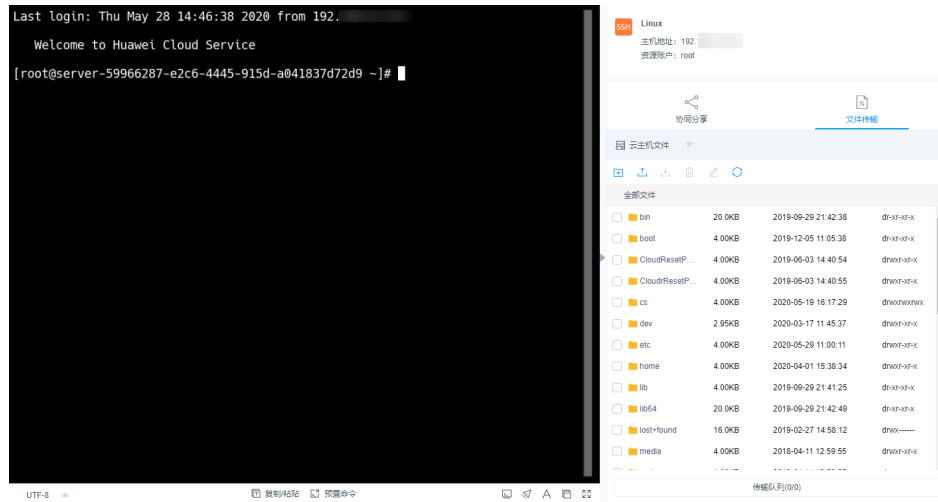 Last login: Thu May 28 14:46:38 2020 from 192.
Welcome to Huawei Cloud Service
[root@server-59966287-e2c6-4445-915d-a041837d72d9 ~]#
UTF-8
复制/粘贴 预置命令
SSH Linux
主机地址：192.
资源账户：root
协同分享 文件传输
云主机文件
全部文件
bin 20.0KB 2019-09-29 21:42:38 dr-xr-xr-x
boot 4.00KB 2019-12-05 11:05:38 dr-xr-xr-x
CloudResetP... 4.00KB 2019-06-03 14:40:54 drwxr-xr-x
CloudrResetP... 4.00KB 2019-06-03 14:40:55 drwxr-xr-x
cs 4.00KB 2020-05-19 16:17:29 drwxrwxrwx
dev 2.95KB 2020-03-17 11:45:37 drwxr-xr-x
etc 4.00KB 2020-05-29 11:00:11 drwxr-xr-x
home 4.00KB 2020-04-01 15:38:34 drwxr-xr-x
lib 4.00KB 2019-09-29 21:41:25 dr-xr-xr-x
lib64 20.0KB 2019-09-29 21:42:49 dr-xr-xr-x
lost+found 16.0KB 2019-02-27 14:58:12 drwx------
media 4.00KB 2018-04-11 12:59:55 drwxr-xr-x
传输队列(0/0)